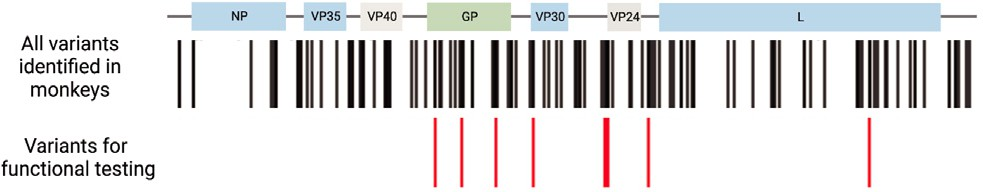 NP VP35 VP40 GP VP30 VP24 L
All variants
identified in
monkeys
Variants for
functional testing